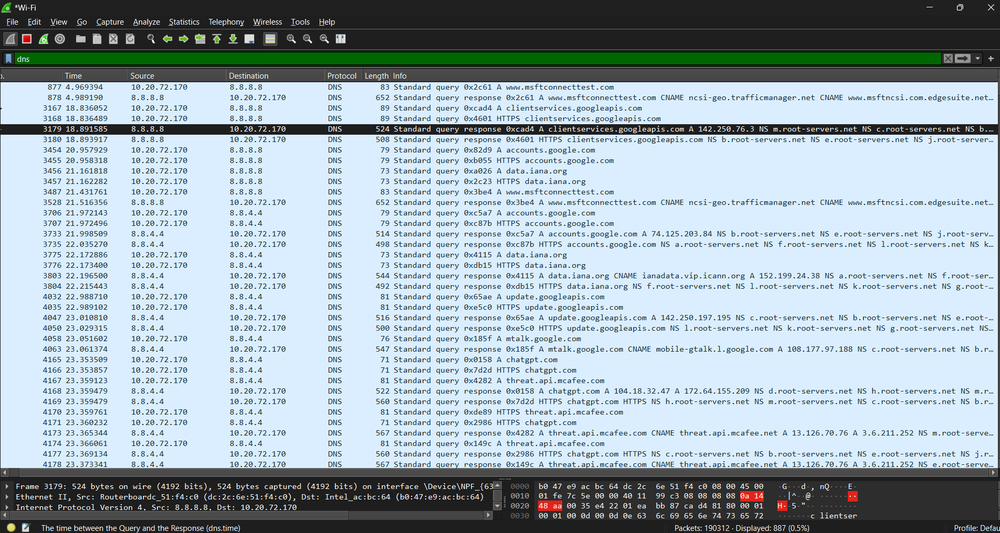 *Wi-Fi
File Edit View Go Capture Analyze Statistics Telephony Wireless Tools Help
dns
Time Source Destination Protocol Length Info
877 4.969394 10.20.72.170 8.8.8.8 DNS 83 Standard query 0x2c61 A www.msftconnecttest.com
878 4.989190 8.8.8.8 10.20.72.170 DNS 652 Standard query response 0x2c61 A www.msftconnecttest.com CNAME ncsi-geo.trafficmanager.net CNAME www.msftncsi.com.edgesuite.net…
3167 18.836052 10.20.72.170 8.8.8.8 DNS 89 Standard query 0xcad4 A clientservices.googleapis.com
3168 18.836489 10.20.72.170 8.8.8.8 DNS 89 Standard query 0x4601 HTTPS clientservices.googleapis.com
3179 18.891585 8.8.8.8 10.20.72.170 DNS 524 Standard query response 0xcad4 A clientservices.googleapis.com A 142.250.76.3 NS m.root-servers.net NS c.root-servers.net NS b.…
3180 18.893917 8.8.8.8 10.20.72.170 DNS 508 Standard query response 0x4601 HTTPS clientservices.googleapis.com NS b.root-servers.net NS e.root-servers.net NS j.root-server…
3454 20.957929 10.20.72.170 8.8.8.8 DNS 79 Standard query 0x82d9 A accounts.google.com
3455 20.958318 10.20.72.170 8.8.8.8 DNS 79 Standard query 0xb055 HTTPS accounts.google.com
3456 21.161818 10.20.72.170 8.8.8.8 DNS 73 Standard query 0xa026 A data.iana.org
3457 21.162282 10.20.72.170 8.8.8.8 DNS 73 Standard query 0x2c23 HTTPS data.iana.org
3487 21.431761 10.20.72.170 8.8.8.8 DNS 83 Standard query 0x3be4 A www.msftconnecttest.com
3528 21.516356 8.8.8.8 10.20.72.170 DNS 652 Standard query response 0x3be4 A www.msftconnecttest.com CNAME ncsi-geo.trafficmanager.net CNAME www.msftncsi.com.edgesuite.net…
3706 21.972143 10.20.72.170 8.8.4.4 DNS 79 Standard query 0xc5a7 A accounts.google.com
3707 21.972496 10.20.72.170 8.8.4.4 DNS 79 Standard query 0xc87b HTTPS accounts.google.com
3733 21.998509 8.8.4.4 10.20.72.170 DNS 514 Standard query response 0xc5a7 A accounts.google.com A 74.125.203.84 NS b.root-servers.net NS e.root-servers.net NS j.root-serv…
3735 22.035270 8.8.4.4 10.20.72.170 DNS 498 Standard query response 0xc87b HTTPS accounts.google.com NS a.root-servers.net NS f.root-servers.net NS l.root-servers.net NS k…
3775 22.172886 10.20.72.170 8.8.4.4 DNS 73 Standard query 0x4115 A data.iana.org
3776 22.173400 10.20.72.170 8.8.4.4 DNS 73 Standard query 0xdb15 HTTPS data.iana.org
3803 22.196500 8.8.4.4 10.20.72.170 DNS 544 Standard query response 0x4115 A data.iana.org CNAME ianadata.vip.icann.org A 152.199.24.38 NS a.root-servers.net NS f.root-ser…
3804 22.215443 8.8.4.4 10.20.72.170 DNS 492 Standard query response 0xdb15 HTTPS data.iana.org NS f.root-servers.net NS l.root-servers.net NS k.root-servers.net NS g.root-…
4032 22.988710 10.20.72.170 8.8.4.4 DNS 81 Standard query 0x65ae A update.googleapis.com
4035 22.989102 10.20.72.170 8.8.4.4 DNS 81 Standard query 0xe5c0 HTTPS update.googleapis.com
4047 23.010810 8.8.4.4 10.20.72.170 DNS 516 Standard query response 0x65ae A update.googleapis.com A 142.250.197.195 NS c.root-servers.net NS b.root-servers.net NS e.root-…
4050 23.029315 8.8.4.4 10.20.72.170 DNS 500 Standard query response 0xe5c0 HTTPS update.googleapis.com NS l.root-servers.net NS k.root-servers.net NS g.root-servers.net NS…
4058 23.051602 10.20.72.170 8.8.4.4 DNS 76 Standard query 0x185f A mtalk.google.com
4063 23.061374 8.8.4.4 10.20.72.170 DNS 547 Standard query response 0x185f A mtalk.google.com CNAME mobile-gtalk.l.google.com A 108.177.97.188 NS c.root-servers.net NS b.r…
4165 23.353509 10.20.72.170 8.8.4.4 DNS 71 Standard query 0x0158 A chatgpt.com
4166 23.353857 10.20.72.170 8.8.4.4 DNS 71 Standard query 0x7d2d HTTPS chatgpt.com
4167 23.359123 10.20.72.170 8.8.4.4 DNS 81 Standard query 0x4282 A threat.api.mcafee.com
4168 23.359479 8.8.4.4 10.20.72.170 DNS 522 Standard query response 0x0158 A chatgpt.com A 104.18.32.47 A 172.64.155.209 NS d.root-servers.net NS h.root-servers.net NS m.r…
4169 23.359479 8.8.4.4 10.20.72.170 DNS 560 Standard query response 0x7d2d HTTPS chatgpt.com HTTPS NS h.root-servers.net NS m.root-servers.net NS c.root-servers.net NS b.r…
4170 23.359761 10.20.72.170 8.8.4.4 DNS 81 Standard query 0xde89 HTTPS threat.api.mcafee.com
4171 23.360232 10.20.72.170 8.8.4.4 DNS 71 Standard query 0x2986 HTTPS chatgpt.com
4173 23.365344 8.8.4.4 10.20.72.170 DNS 567 Standard query response 0x4282 A threat.api.mcafee.com CNAME threat.api.mcafee.net A 13.126.70.76 A 3.6.211.252 NS m.root-serve…
4174 23.366061 10.20.72.170 8.8.4.4 DNS 81 Standard query 0x149c A threat.api.mcafee.com
4177 23.369134 8.8.4.4 10.20.72.170 DNS 560 Standard query response 0x2986 HTTPS chatgpt.com HTTPS NS c.root-servers.net NS b.root-servers.net NS e.root-servers.net NS j.r…
4178 23.373341 8.8.4.4 10.20.72.170 DNS 567 Standard query response 0x149c A threat.api.mcafee.com CNAME threat.api.mcafee.net A 13.126.70.76 A 3.6.211.252 NS e.root-serve…
Frame 3179: 524 bytes on wire (4192 bits), 524 bytes captured (4192 bits) on interface \Device\NPF_{63
Ethernet II, Src: Routerboardc_51:f4:c0 (dc:2c:6e:51:f4:c0), Dst: Intel_ac:bc:64 (b0:47:e9:ac:bc:64)
Internet Protocol Version 4, Src: 8.8.8.8, Dst: 10.20.72.170
0000 b0 47 e9 ac bc 64 dc 2c 6e 51 f4 c0 08 00 45 00 ·G···d·, nQ····E·
0010 01 fe 7c 5e 00 00 40 11 99 c3 08 08 08 08 0a 14 ··|^··@· ········
0020 48 aa 00 35 e4 22 01 ea bb 87 ca d4 81 80 00 01 H··5·"·· ········
0030 00 01 00 0d 00 0d 0e 63 6c 69 65 6e 74 73 65 72 ·······c lientser
The time between the Query and the Response (dns.time)
Packets: 190312 · Displayed: 887 (0.5%)
Profile: Defau